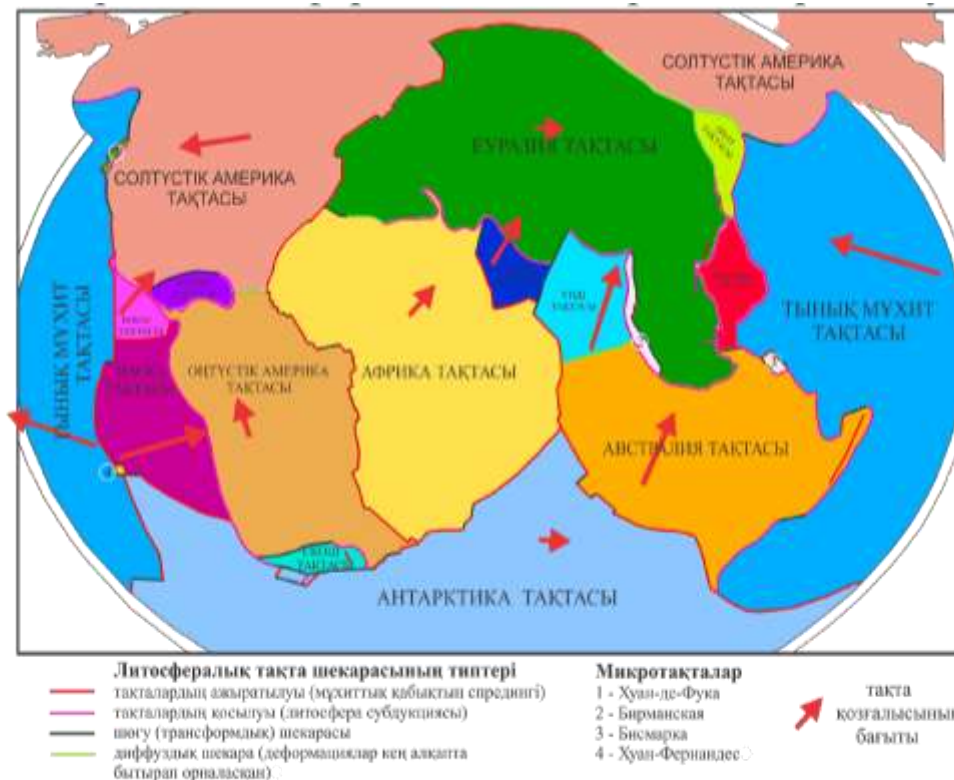 СОЛТҮСТІК АМЕРИКА
ТАҚТАСЫ
ЕУРАЗИЯ ТАҚТАСЫ
СОЛТҮСТІК АМЕРИКА
ТАҚТАСЫ
ТЫНЫҚ МҰХИТ
ТАҚТАСЫ
ТЫНЫҚ МҰХИТ
ТАҚТАСЫ
ОҢТҮСТІК АМЕРИКА
ТАҚТАСЫ
АФРИКА ТАҚТАСЫ
АВСТРАЛИЯ ТАҚТАСЫ
ТАҚТАСЫ
АНТАРКТИКА ТАҚТАСЫ
Литосфералық тақта шекарасының типтері
тақталардың ажыратылуы (мұхиттық қабықтың спредингі)
тақталардың қосылуы (литосфера субдукциясы)
шөгу (трансформдық) шекарасы
диффуздық шекара (деформациялар кең алқапта
бытырап орналасқан)
Микротақталар
1 - Хуан-де-Фука
2 - Бирманская
3 - Бисмарка
4 - Хуан-Фернандес
тақта
қозғалысының
бағыты